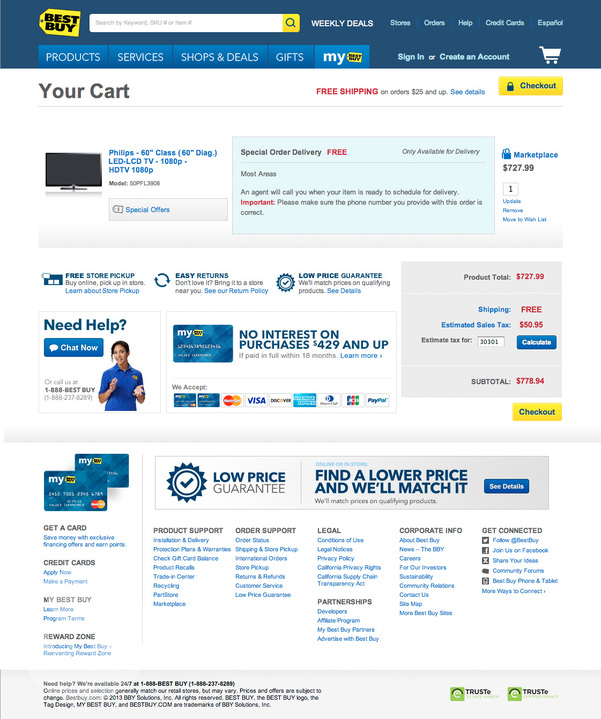 BEST BUY
Search by Keyword, SKU # or Item #
WEEKLY DEALS
Stores
Orders
Help
Credit Cards
Español
PRODUCTS
SERVICES
SHOPS & DEALS
GIFTS
my BEST BUY
Sign In or Create an Account
Your Cart
FREE SHIPPING on orders $25 and up. See details
Checkout
Philips - 60" Class (60" Diag.)
LED-LCD TV - 1080p -
HDTV 1080p
Model: 50PFL3908
Special Offers
Special Order Delivery FREE
Only Available for Delivery
Most Areas
An agent will call you when your item is ready to schedule for delivery.
Important: Please make sure the phone number you provide with this order is
correct.
Marketplace
$727.99
1
Update
Remove
Move to Wish List
FREE STORE PICKUP
Buy online, pick up in store.
Learn about Store Pickup
EASY RETURNS
Don't love it? Bring it to a store
near you. See our Return Policy
LOW PRICE GUARANTEE
We'll match prices on qualifying
products. See Details
Product Total: $727.99
Shipping: FREE
Estimated Sales Tax: $50.95
Estimate tax for: 30301
Calculate
SUBTOTAL: $778.94
Checkout
Need Help?
Chat Now
Or call us at
1-888-BEST BUY
(1-888-237-8289)
my BEST BUY
NO INTEREST ON
PURCHASES $429 AND UP
If paid in full within 18 months. Learn more ›
We Accept:
MasterCard
VISA
DISCOVER
JCB
PayPal
my BEST BUY
my BEST BUY
LOW PRICE
GUARANTEE
ONLINE OR IN STORE:
FIND A LOWER PRICE
AND WE'LL MATCH IT
We'll match prices on qualifying products.
See Details
GET A CARD
Save money with exclusive
financing offers and earn points.
CREDIT CARDS
Apply Now
Make a Payment
MY BEST BUY
Learn More
Program Terms
REWARD ZONE
Introducing My Best Buy –
Reinventing Reward Zone
PRODUCT SUPPORT
Installation & Delivery
Protection Plans & Warranties
Check Gift Card Balance
Product Recalls
Trade-in Center
Recycling
PartStore
Marketplace
ORDER SUPPORT
Order Status
Shipping & Store Pickup
International Orders
Store Pickup
Returns & Refunds
Customer Service
Low Price Guarantee
LEGAL
Conditions of Use
Legal Notices
Privacy Policy
California Privacy Rights
California Supply Chain
Transparency Act
PARTNERSHIPS
Developers
Affiliate Program
My Best Buy Partners
Advertise with Best Buy
CORPORATE INFO
About Best Buy
News – The BBY
Careers
For Our Investors
Sustainability
Community Relations
Contact Us
Site Map
More Best Buy Sites
GET CONNECTED
Follow @BestBuy
Join Us on Facebook
Share Your Ideas
Community Forums
Best Buy Phone & Tablet
More Ways to Connect ›
Need help? We're available 24/7 at 1-888-BEST BUY (1-888-237-8289)
Online prices and selection generally match our retail stores, but may vary. Prices and offers are subject to
change. Bestbuy.com: © 2013 BBY Solutions, Inc. All rights reserved. BEST BUY, the BEST BUY logo, the
Tag Design, MY BEST BUY, and BESTBUY.COM are trademarks of BBY Solutions, Inc.
TRUSTe
TRUSTe